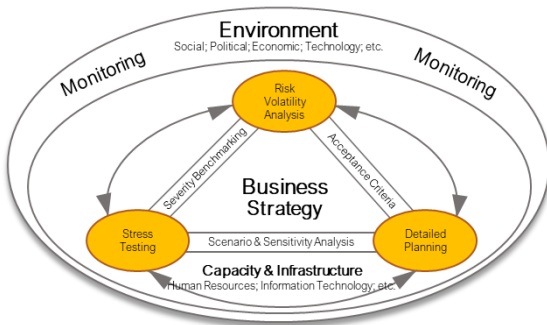 Environment
Social; Political; Economic; Technology; etc.
Monitoring
Monitoring
Risk
Volatility
Analysis
Severity Benchmarking
Acceptance Criteria
Business
Strategy
Stress
Testing
Scenario & Sensitivity Analysis
Detailed
Planning
Capacity & Infrastructure
Human Resources; Information Technology; etc.